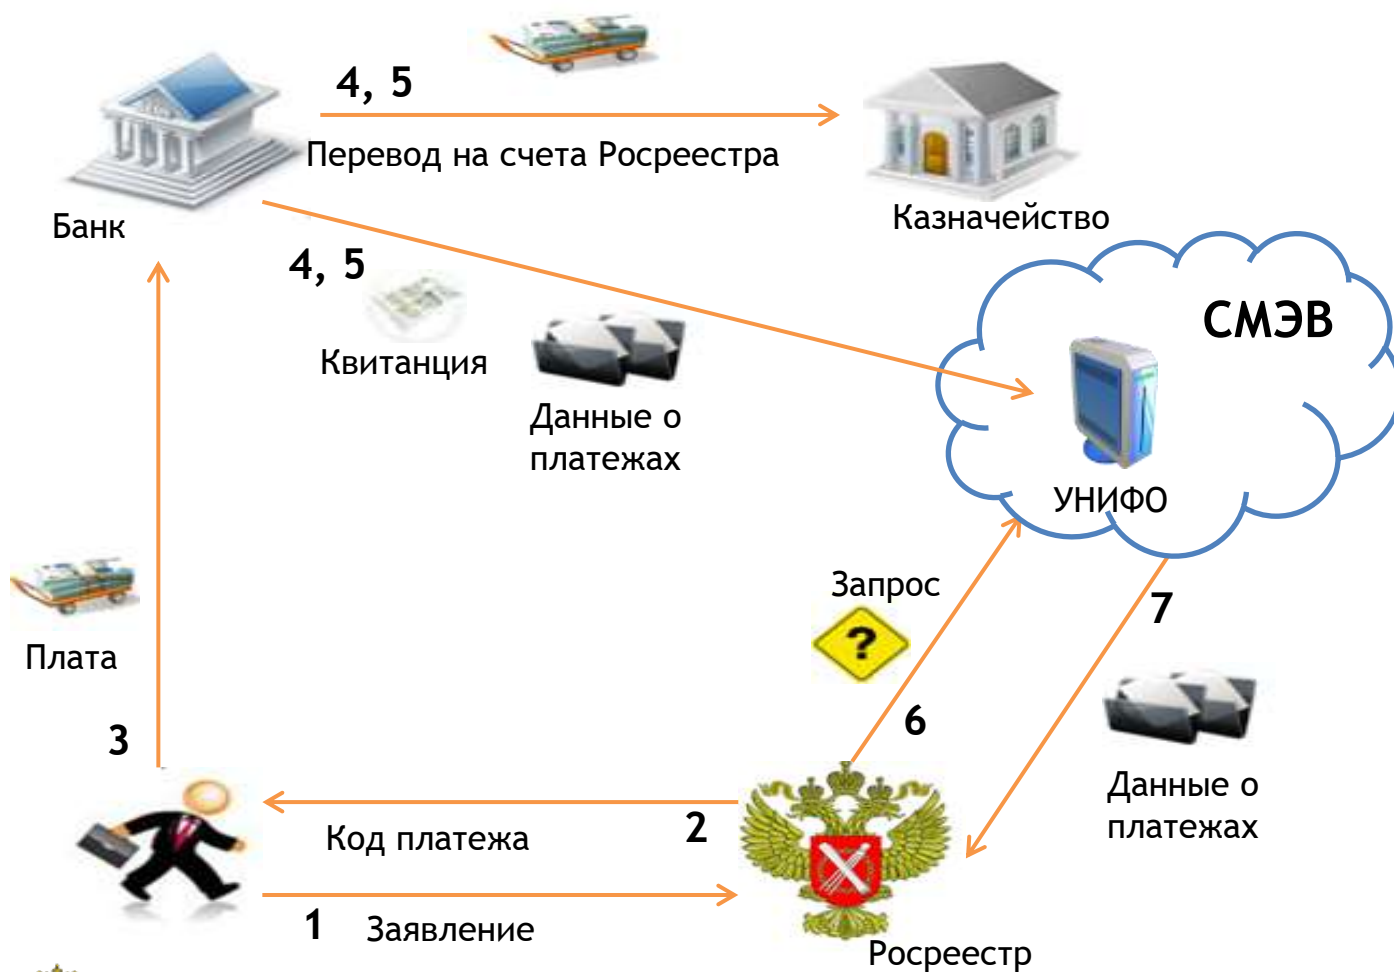 4, 5
Перевод на счета Росреестра
Банк
Казначейство
4, 5
СМЭВ
Квитанция
Данные о
платежах
УНИФО
Запрос
?
7
Плата
3
6
Данные о
платежах
2
Код платежа
1
Заявление
Росреестр